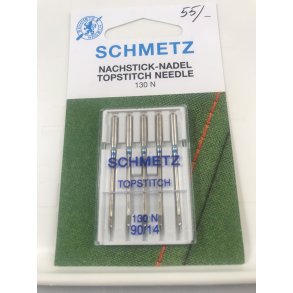 55/-
SCHMETZ
NACHSTICK-NADEL
TOPSTITCH NEEDLE
130 N
SCHMETZ
TOPSTITCH
130 N
90/14